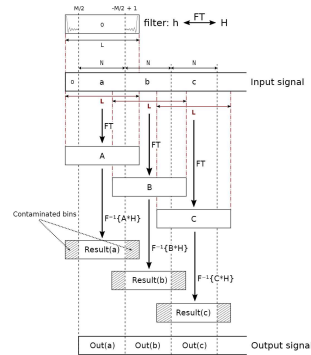 M/2 -M/2 + 1
0 filter: h FT H
L
N N N
0 a b c Input signal
L L L
FT FT FT
A
B
C
F⁻¹{A*H}
Contaminated bins
Result(a)
F⁻¹{B*H}
Result(b)
F⁻¹{C*H}
Result(c)
Out(a) Out(b) Out(c) Output signa